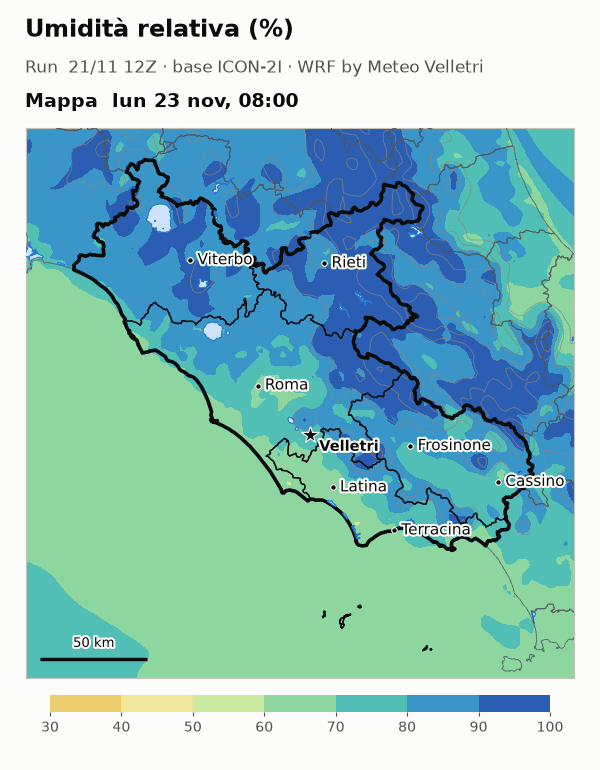 Umidità relativa (%)
Run  21/11 12Z · base ICON-2I · WRF by Meteo Velletri
Mappa  lun 23 nov, 08:00
Viterbo
Rieti
Roma
Velletri
Frosinone
Cassino
Latina
Terracina
50 km
30 40 50 60 70 80 90 100